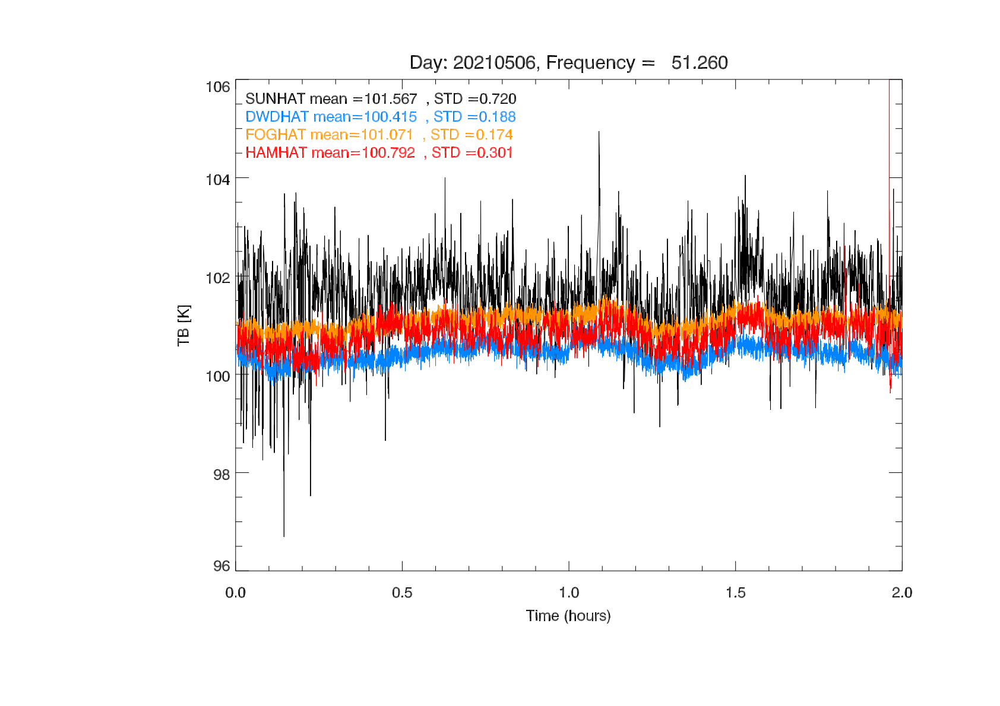 Day: 20210506, Frequency =   51.260
106
SUNHAT mean =101.567  , STD =0.720
DWDHAT mean=100.415  , STD =0.188
FOGHAT mean=101.071  , STD =0.174
HAMHAT mean=100.792  , STD =0.301
104
102
TB [K]
100
98
96
0.0 0.5 1.0 1.5 2.0
Time (hours)